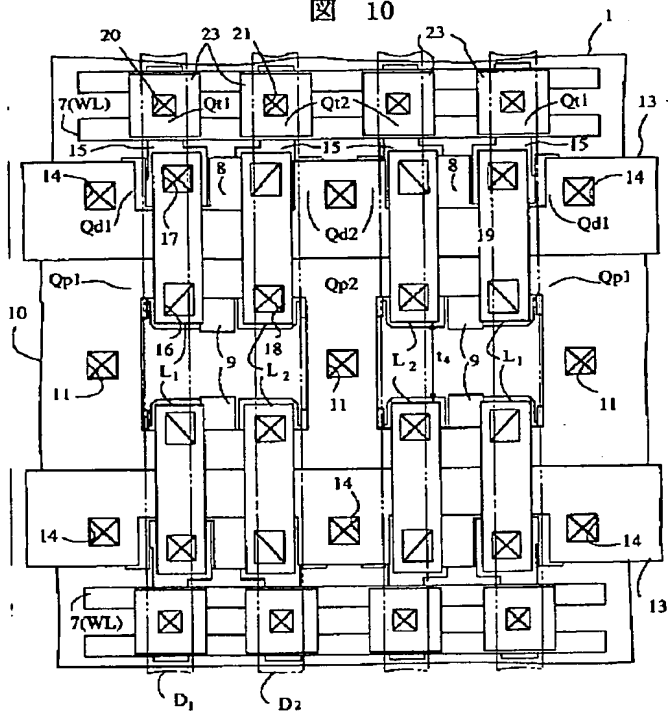 図 10
20 23 21 23 1
7(WL) Qt1 Qt2 Qt1 13
15 15 15
14 8 8 14
Qd1 17 Qd2 19 Qd1
Qp1 Qp2 Qp1
10
16 9 18 9
L1 L2 L2 t4 L1
11 11 11
14
14 14
7(WL) 13
D1 D2